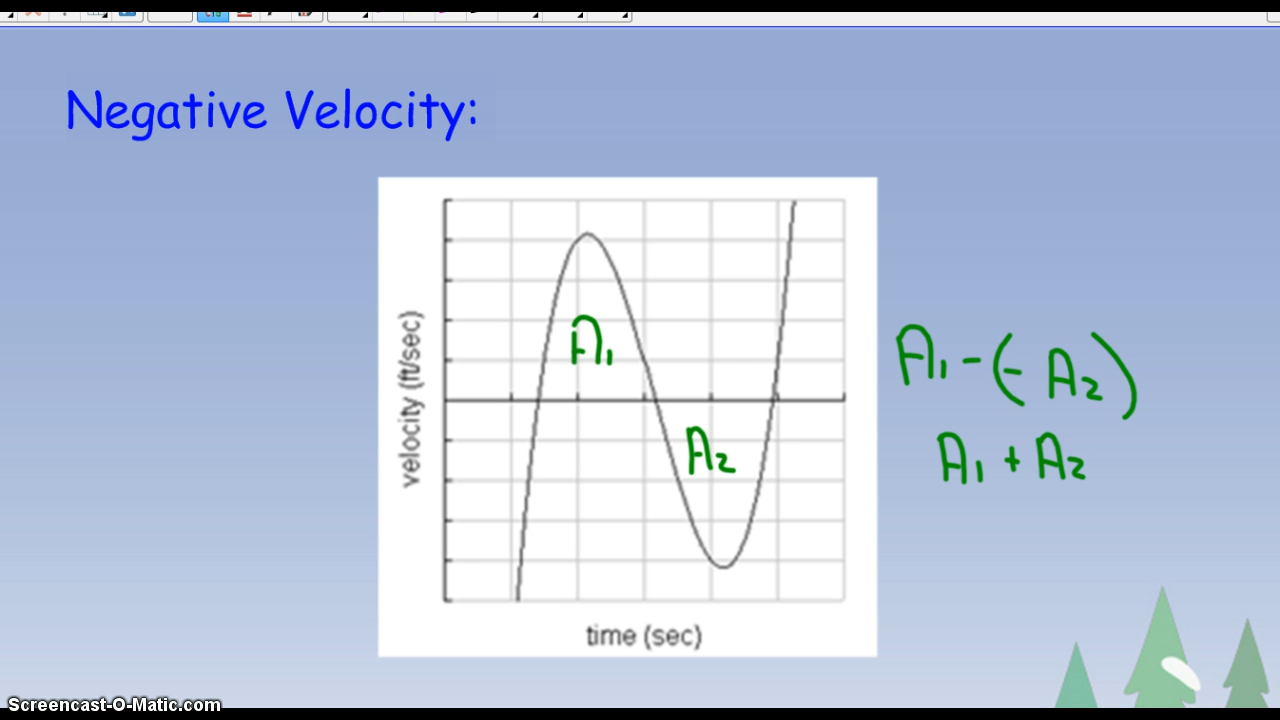 Negative Velocity:
velocity (ft/sec)
A1
A2
time (sec)
A1 - (- A2)
A1 + A2
Screencast-O-Matic.com